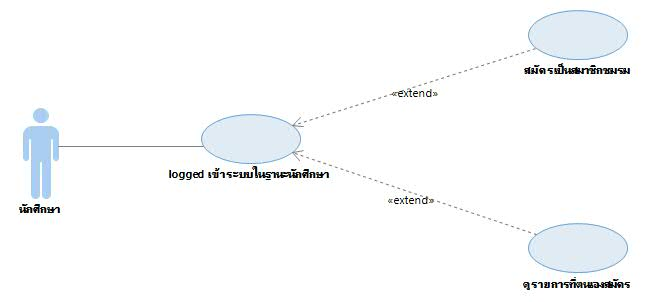 สมัครเป็นสมาชิกชมรม
«extend»
logged เข้าระบบในฐานะนักศึกษา
นักศึกษา
«extend»
ดูรายการที่ตนเองสมัคร